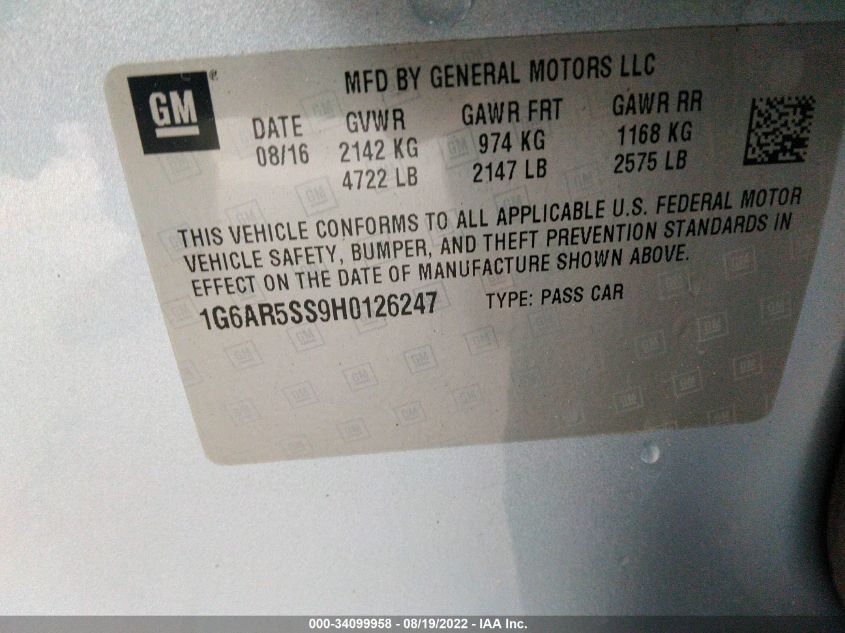 MFD BY GENERAL MOTORS LLC
GM®
DATE GVWR GAWR FRT GAWR RR
08/16 2142 KG 974 KG 1168 KG
4722 LB 2147 LB 2575 LB
THIS VEHICLE CONFORMS TO ALL APPLICABLE U.S. FEDERAL MOTOR
VEHICLE SAFETY, BUMPER, AND THEFT PREVENTION STANDARDS IN
EFFECT ON THE DATE OF MANUFACTURE SHOWN ABOVE.
1G6AR5SS9H0126247 TYPE: PASS CAR
000-34099958 - 08/19/2022 - IAA Inc.